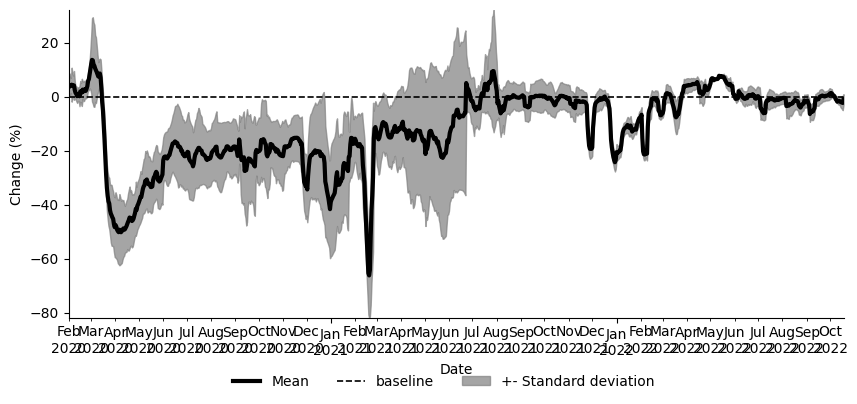 20
0
−20
−40
−60
−80
Change (%)
Feb Mar Apr May Jun Jul Aug Sep Oct Nov Dec Jan Feb Mar Apr May Jun Jul Aug Sep Oct Nov Dec Jan Feb Mar Apr May Jun Jul Aug Sep Oct
2020 2020 2020 2020 2020 2020 2020 2020 2020 2020 2020 2021 2021 2021 2021 2021 2021 2021 2021 2021 2021 2021 2021 2022 2022 2022 2022 2022 2022 2022 2022 2022 2022
Date
Mean baseline +- Standard deviation